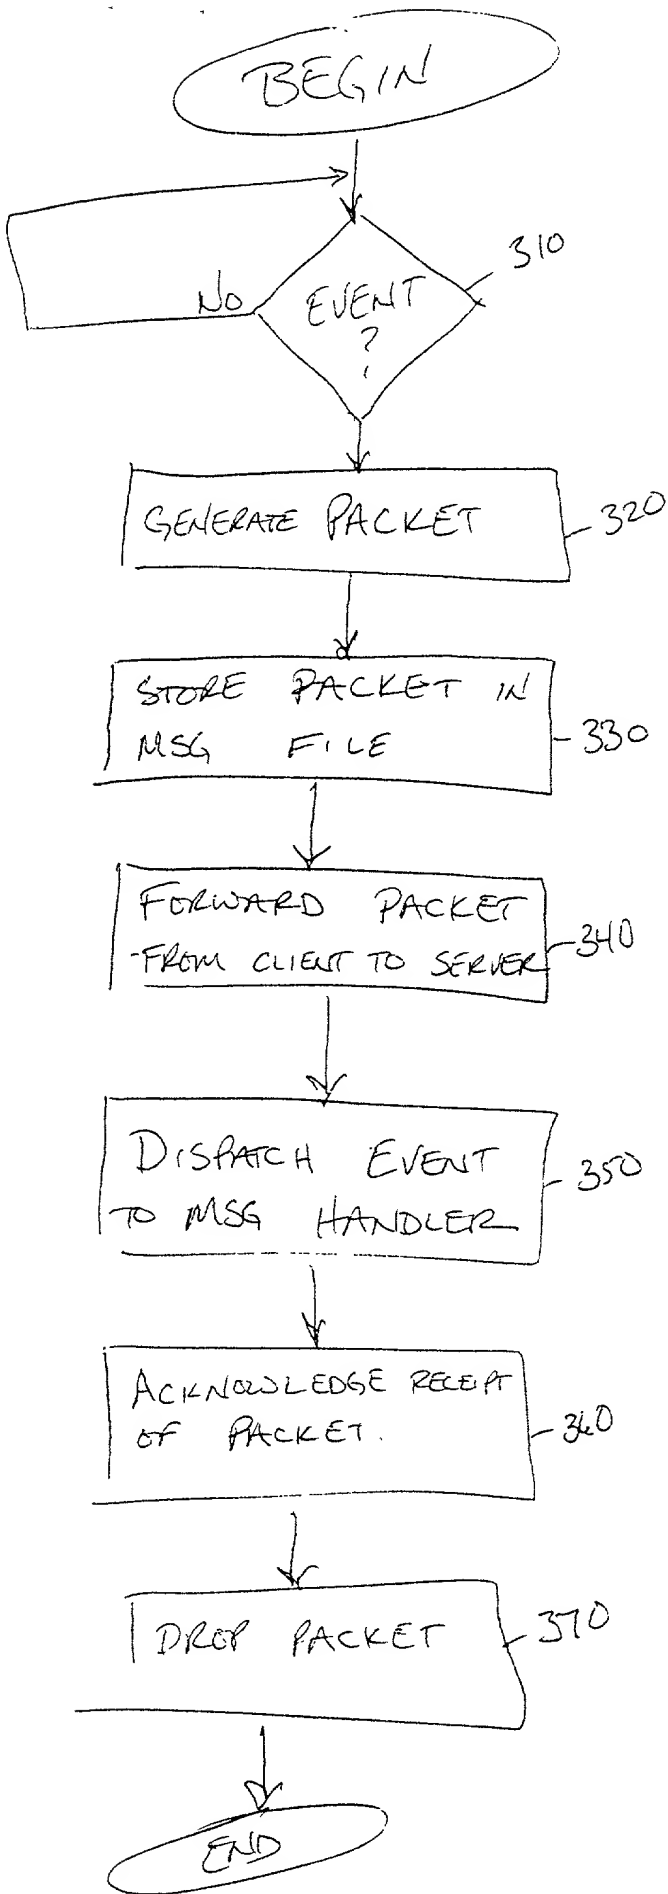 BEGIN
310
No
EVENT
?
GENERATE PACKET
320
STORE PACKET IN
MSG FILE
330
FORWARD PACKET
FROM CLIENT TO SERVER
340
DISPATCH EVENT
TO MSG HANDLER
350
ACKNOWLEDGE RECEIPT
OF PACKET.
360
DROP PACKET
370
END